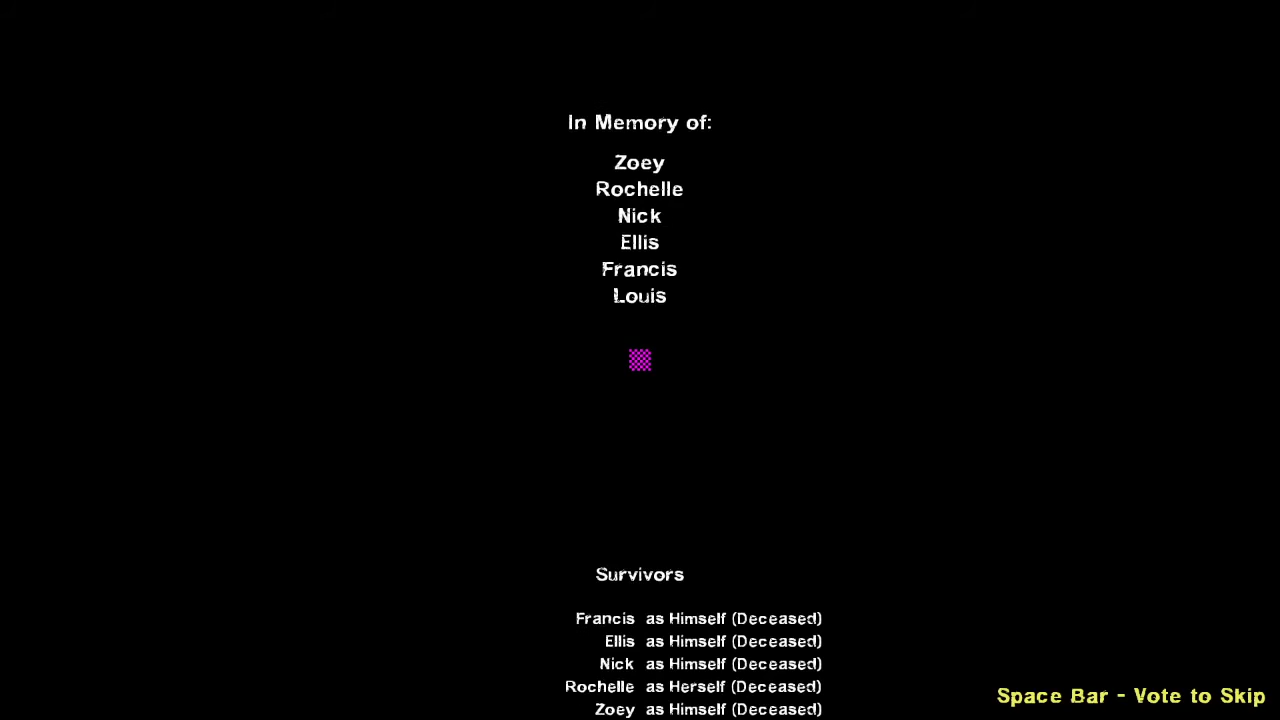 In Memory of:
Zoey
Rochelle
Nick
Ellis
Francis
Louis
Survivors
Francis as Himself (Deceased)
Ellis as Himself (Deceased)
Nick as Himself (Deceased)
Rochelle as Herself (Deceased)
Zoey as Himself (Deceased)
Space Bar - Vote to Skip